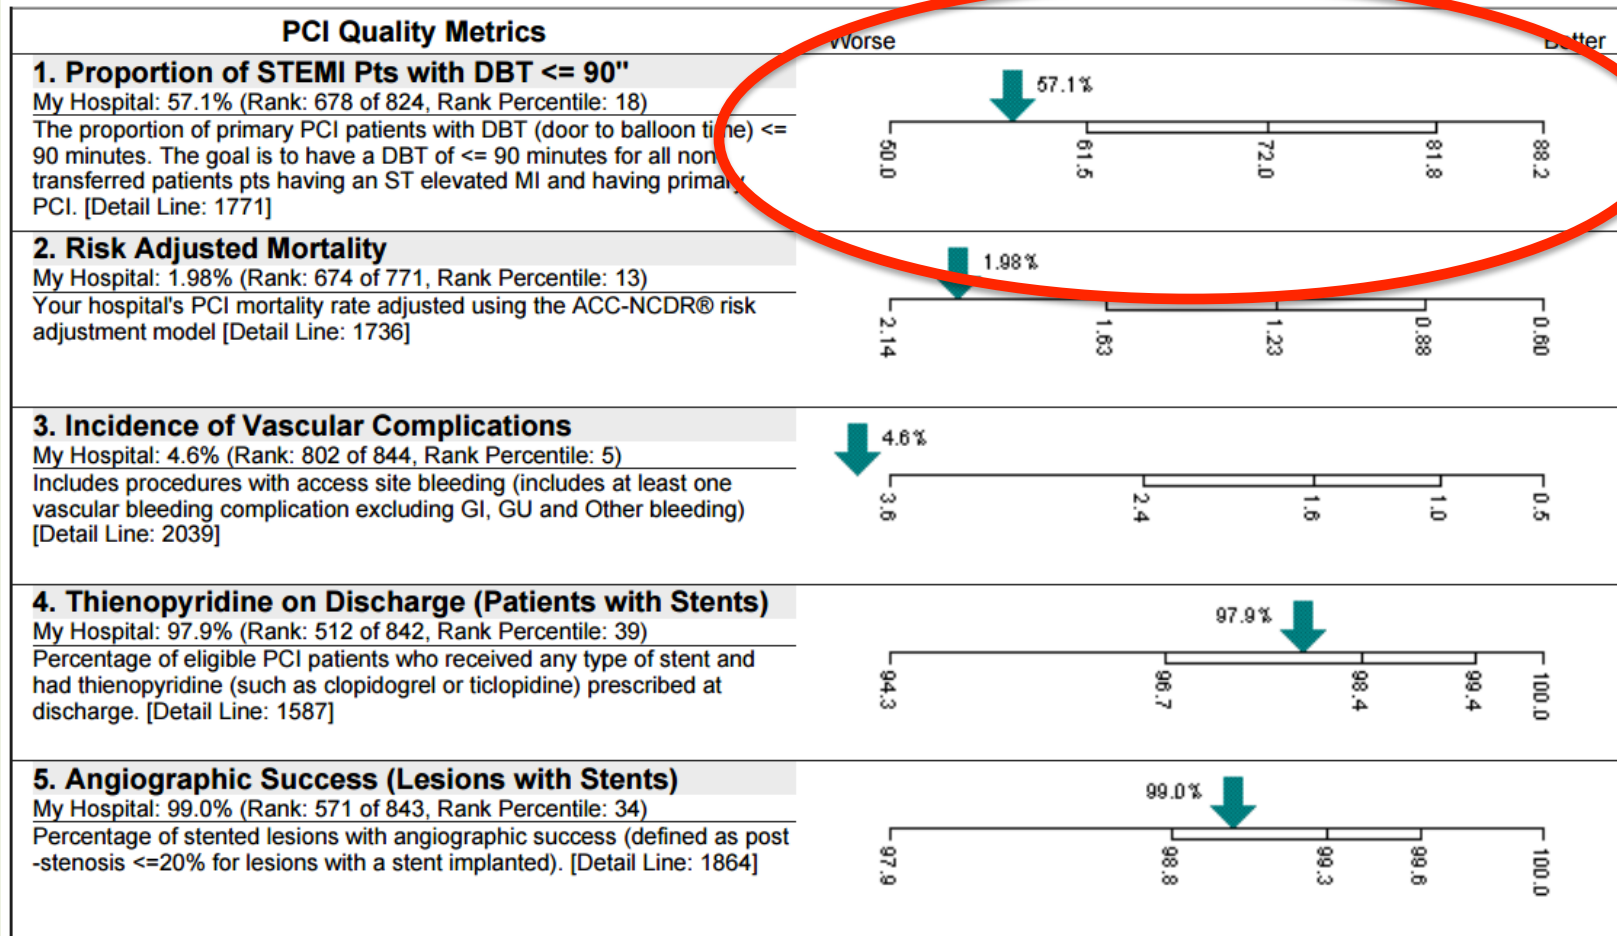 PCI Quality Metrics
Worse
Better
1. Proportion of STEMI Pts with DBT <= 90"
My Hospital: 57.1% (Rank: 678 of 824, Rank Percentile: 18)
The proportion of primary PCI patients with DBT (door to balloon time) <=
90 minutes. The goal is to have a DBT of <= 90 minutes for all non
transferred patients pts having an ST elevated MI and having primary
PCI. [Detail Line: 1771]
57.1%
50.0
61.5
72.0
81.8
88.2
2. Risk Adjusted Mortality
My Hospital: 1.98% (Rank: 674 of 771, Rank Percentile: 13)
Your hospital's PCI mortality rate adjusted using the ACC-NCDR® risk
adjustment model [Detail Line: 1736]
1.98%
2.14
1.63
1.23
0.88
0.60
3. Incidence of Vascular Complications
My Hospital: 4.6% (Rank: 802 of 844, Rank Percentile: 5)
Includes procedures with access site bleeding (includes at least one
vascular bleeding complication excluding GI, GU and Other bleeding)
[Detail Line: 2039]
4.6%
3.6
2.4
1.6
1.0
0.5
4. Thienopyridine on Discharge (Patients with Stents)
My Hospital: 97.9% (Rank: 512 of 842, Rank Percentile: 39)
Percentage of eligible PCI patients who received any type of stent and
had thienopyridine (such as clopidogrel or ticlopidine) prescribed at
discharge. [Detail Line: 1587]
97.9%
94.3
96.7
98.4
99.4
100.0
5. Angiographic Success (Lesions with Stents)
My Hospital: 99.0% (Rank: 571 of 843, Rank Percentile: 34)
Percentage of stented lesions with angiographic success (defined as post
-stenosis <=20% for lesions with a stent implanted). [Detail Line: 1864]
99.0%
97.9
98.8
99.3
99.6
100.0